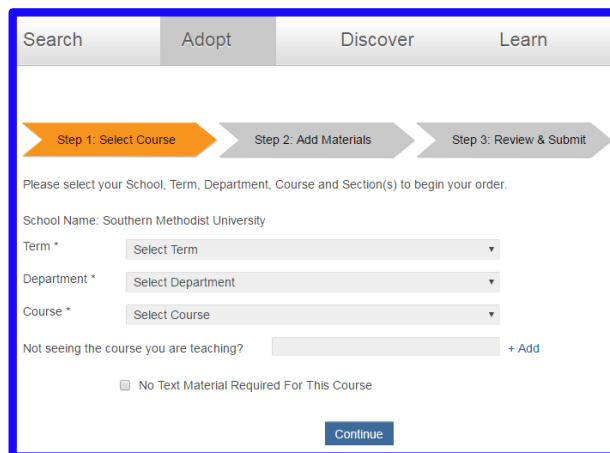 Search Adopt Discover Learn
Step 1: Select Course Step 2: Add Materials Step 3: Review & Submit
Please select your School, Term, Department, Course and Section(s) to begin your order.
School Name: Southern Methodist University
Term * Select Term
Department * Select Department
Course * Select Course
Not seeing the course you are teaching? + Add
No Text Material Required For This Course
Continue